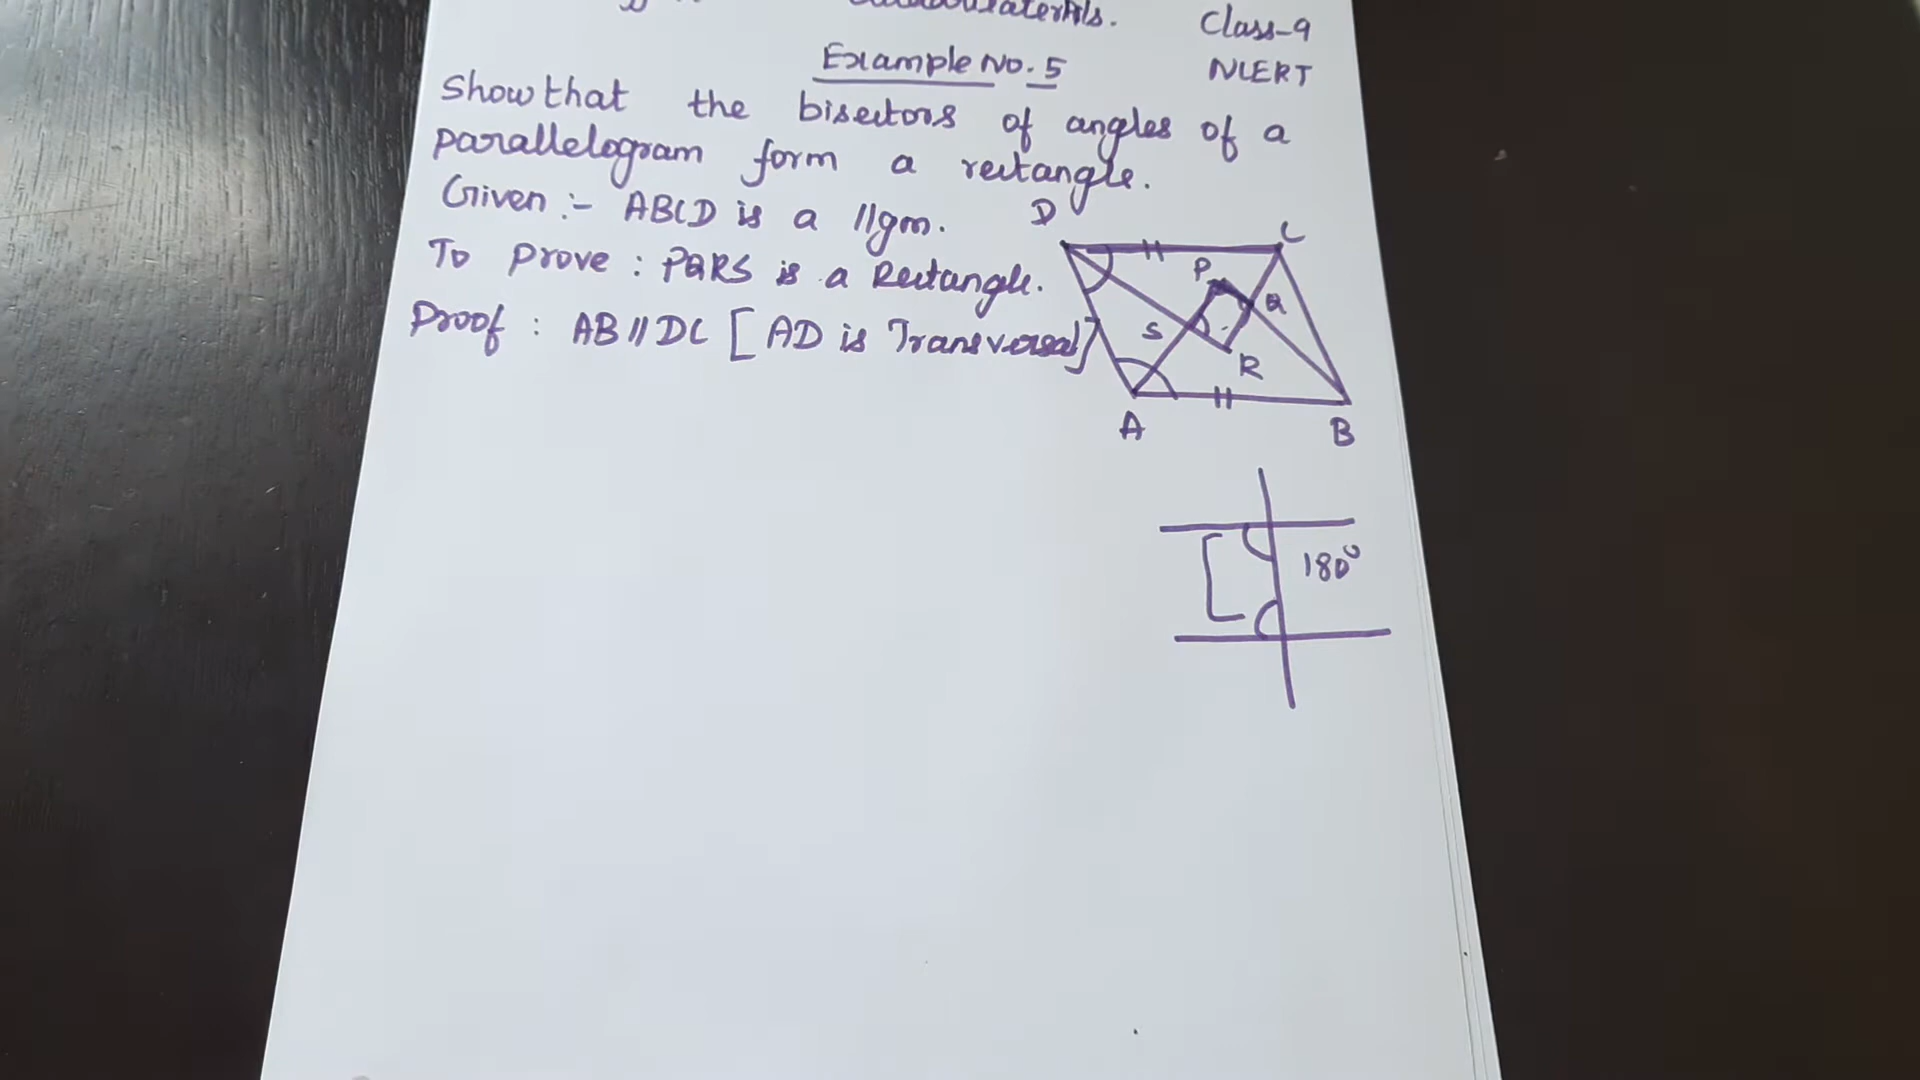 Class-9
Example No. 5
NCERT
Show that the bisectors of angles of a
parallelogram form a rectangle.
Given :- ABCD is a ||gm.
To prove : PQRS is a Rectangle.
Proof : AB || DC [ AD is Transversal]
D
C
P
Q
S
R
A
B
180°